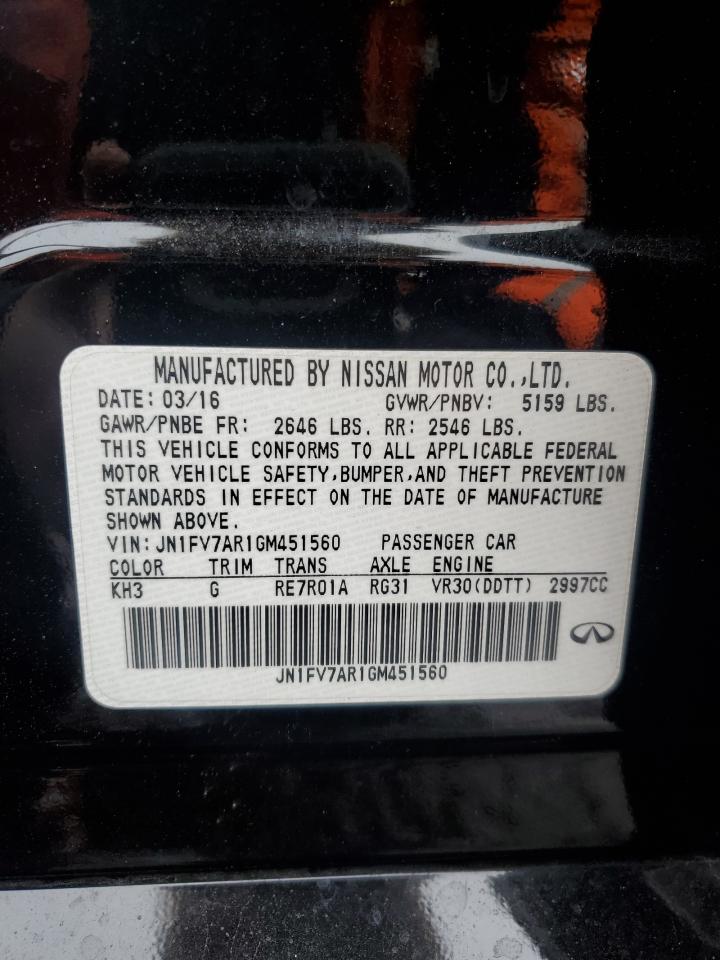 MANUFACTURED BY NISSAN MOTOR CO.,LTD.
DATE: 03/16 GVWR/PNBV: 5159 LBS.
GAWR/PNBE FR: 2646 LBS. RR: 2546 LBS.
THIS VEHICLE CONFORMS TO ALL APPLICABLE FEDERAL
MOTOR VEHICLE SAFETY,BUMPER,AND THEFT PREVENTION
STANDARDS IN EFFECT ON THE DATE OF MANUFACTURE
SHOWN ABOVE.
VIN:JN1FV7AR1GM451560 PASSENGER CAR
COLOR TRIM TRANS AXLE ENGINE
KH3 G RE7R01A RG31 VR30(DDTT) 2997CC
JN1FV7AR1GM451560